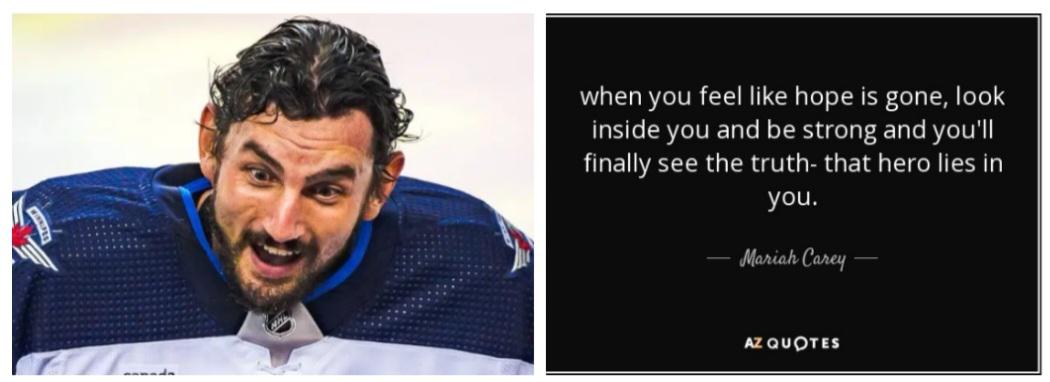 when you feel like hope is gone, look
inside you and be strong and you'll
finally see the truth- that hero lies in
you.
— Mariah Carey —
AZ QUOTES
NHL